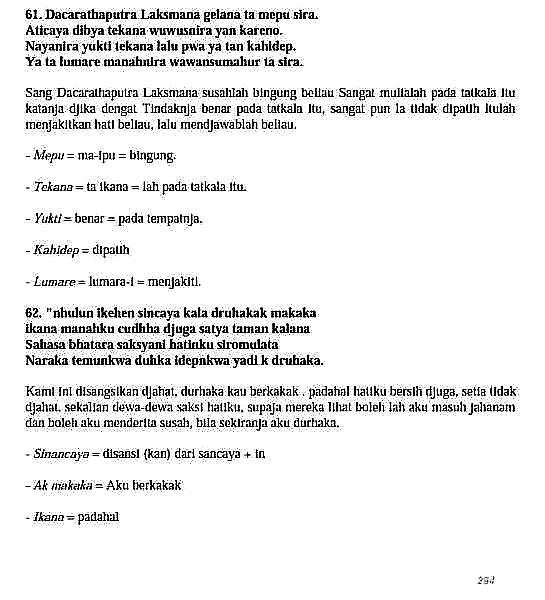 61. Dacarathaputra Laksmana gelana ta mepu sira.
Aticaya dibya tekana wuwusnira yan kareno.
Nayanira yukti tekana lalu pwa ya tan kahidep.
Ya ta lumare manahnira wawansumahur ta sira.
Sang Dacarathaputra Laksmana susahlah bingung beliau Sangat muliالah pada tatkala itu
katanja djika dengat Tindaknja benar pada tatkala itu, sangat pun Ia tidak dipatih Itulah
menjakitkan hati beliau, lalu mendjawablah beliau.
- Mepu = ma-ipu = bingung.
- Tekana = ta ikana = lah pada tatkala itu.
- Yukti = benar = pada tempatnja.
- Kahidep = dipatih
- Lumare = lumara-i = menjakiti.
62. "nhulun ikehen sincaya kala druhakak makaka
ikana manahku cudhha djuga satya taman kalana
Sahasa bhatara saksyani hatinku siromulata
Naraka temunkwa duhka idepnkwa yadi k druhaka.
Kami ini disangsikan djahat, durhaka kau berkakak . padahal hatiku bersih djuga, setia tidak
djahat. sekalian dewa-dewa saksi hatiku, supaja mereka lihat boleh lah aku masuh jahanam
dan boleh aku menderita susah, bila sekiranja aku durhaka.
- Sinancaya = disansi (kan) dari sancaya + in
- Ak makaka = Aku berkakak
- Ikana = padahal
294